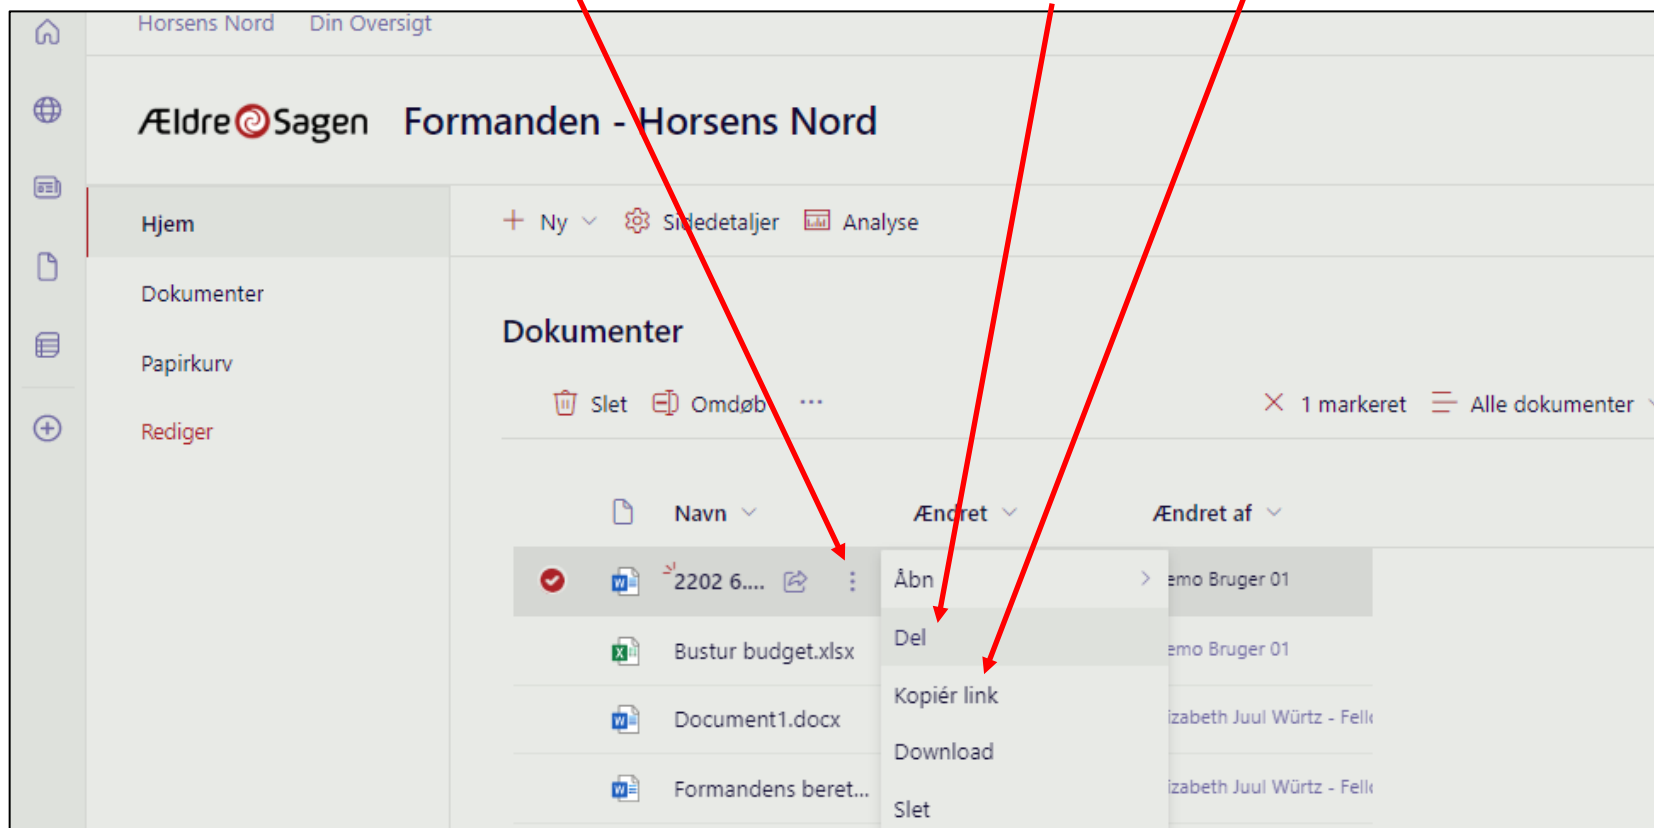 Horsens Nord Din Oversigt
ÆldreSagen Formanden - Horsens Nord
Hjem
Dokumenter
Papirkurv
Rediger
+ Ny Sidedetaljer Analyse
Dokumenter
Slet Omdøb ... 1 markeret Alle dokumenter
Navn Ændret Ændret af
2202 6.... emo Bruger 01
Bustur budget.xlsx emo Bruger 01
Document1.docx izabeth Juul Würtz - Fell
Formandens beret... izabeth Juul Würtz - Fell
Åbn
Del
Kopiér link
Download
Slet